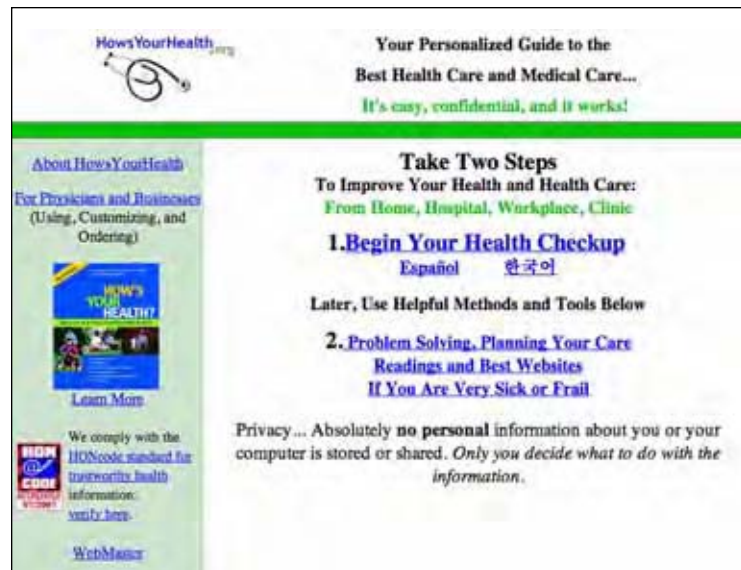 HowsYourHealth.org
Your Personalized Guide to the
Best Health Care and Medical Care...
It's easy, confidential, and it works!
About HowsYourHealth
For Physicians and Businesses
(Using, Customizing, and
Ordering)
HOW'S
YOUR
HEALTH?
Learn More
HON
@
CODE
We comply with the
HONcode standard for
trustworthy health
information:
verify here.
WebMaster
Take Two Steps
To Improve Your Health and Health Care:
From Home, Hospital, Workplace, Clinic
1.Begin Your Health Checkup
Español 한국어
Later, Use Helpful Methods and Tools Below
2. Problem Solving, Planning Your Care
Readings and Best Websites
If You Are Very Sick or Frail
Privacy... Absolutely no personal information about you or your
computer is stored or shared. Only you decide what to do with the
information.